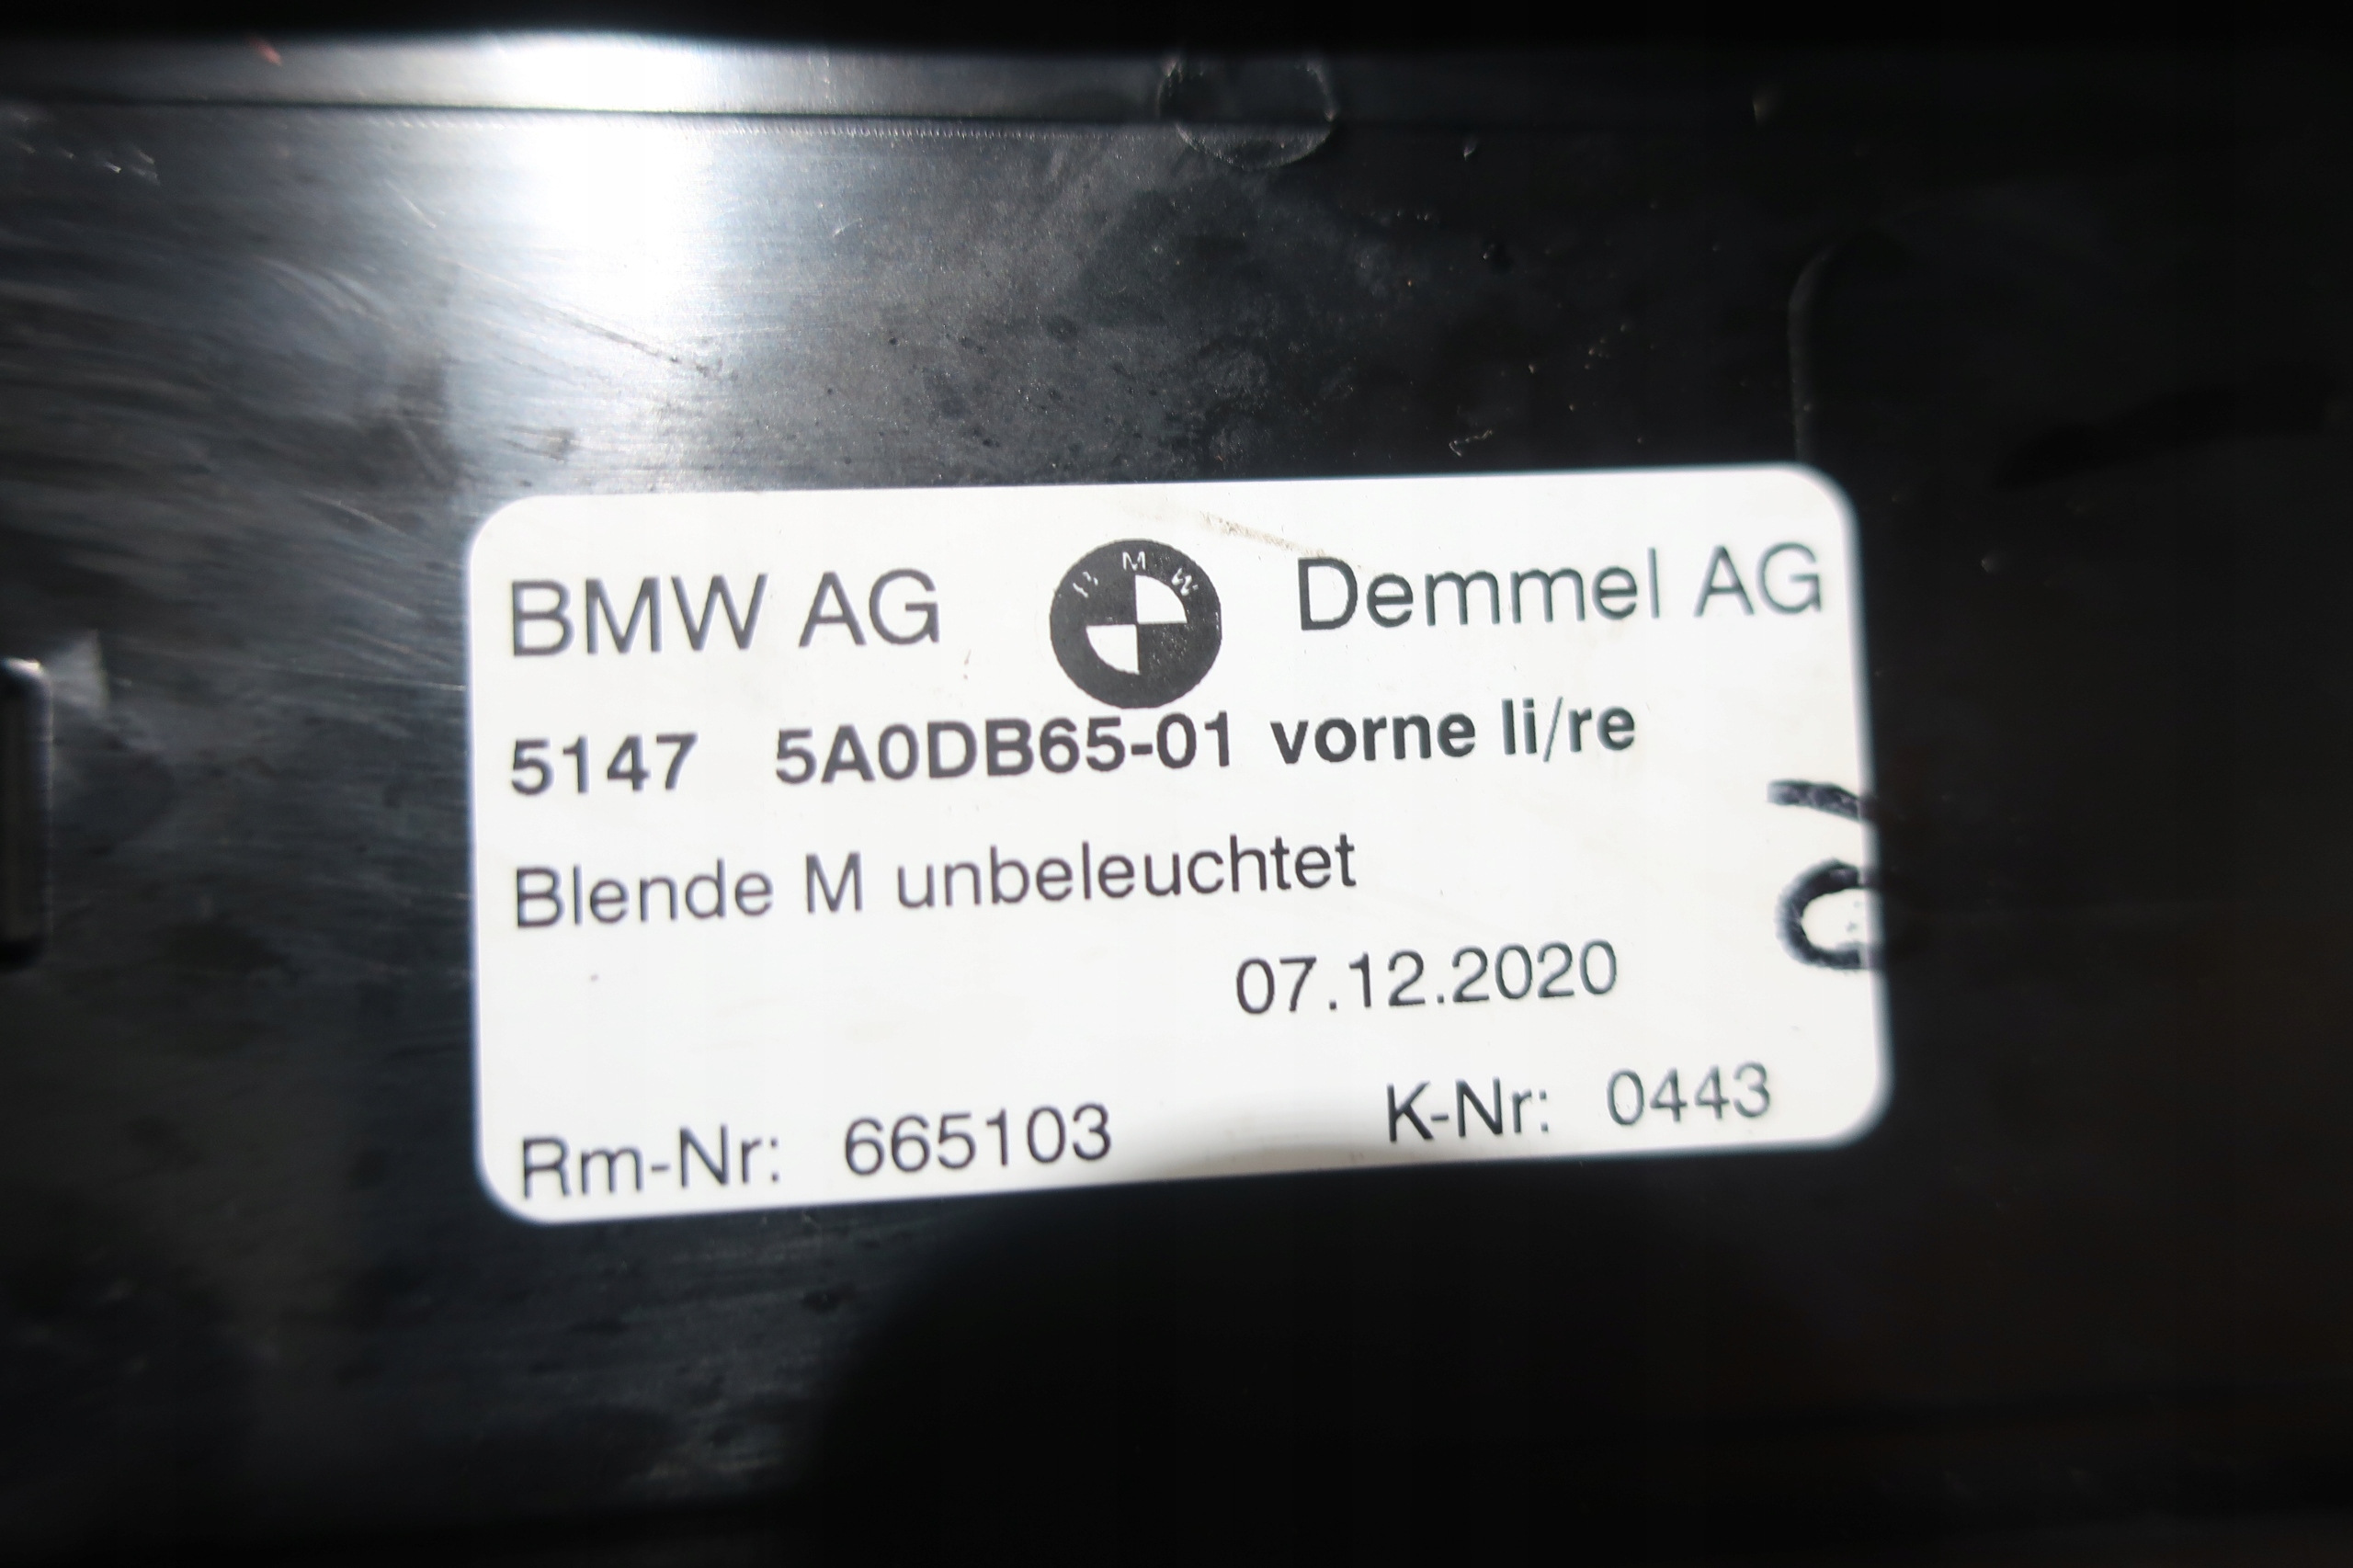 BMW AG BMW Demmel AG
5147 5A0DB65-01 vorne li/re
Blende M unbeleuchtet
07.12.2020
Rm-Nr: 665103 K-Nr: 0443